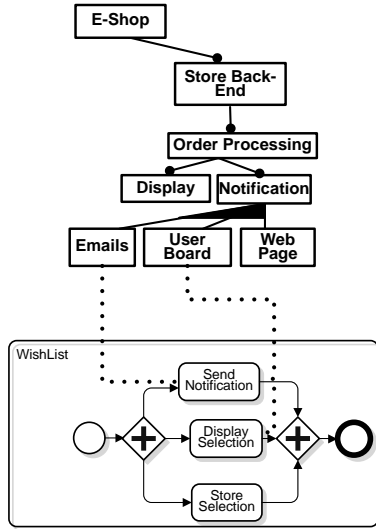 E-Shop
Store Back-
End
Order Processing
Display
Notification
Emails
User
Board
Web
Page
WishList
Send
Notification
Display
Selection
Store
Selection